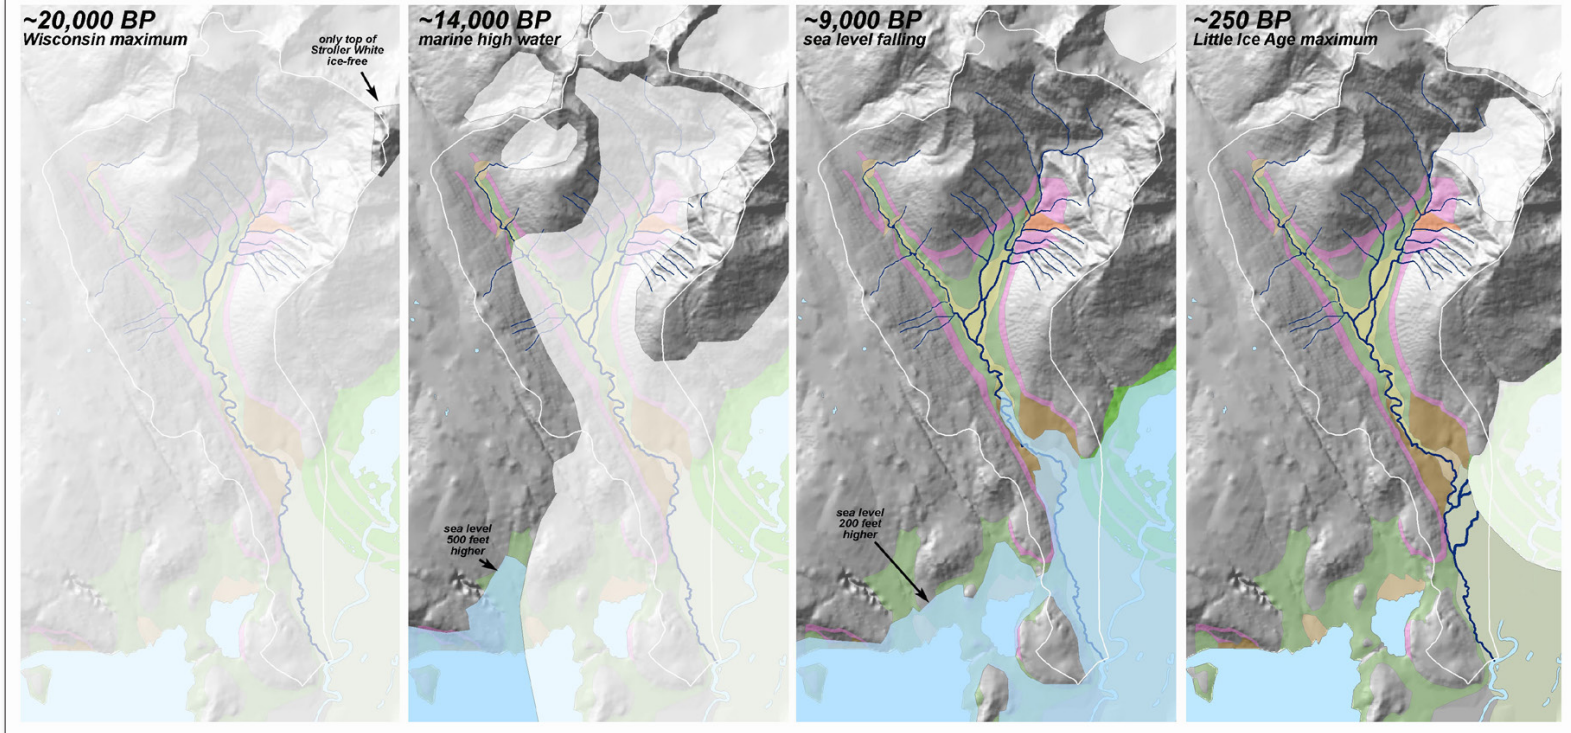 ~20,000 BP
Wisconsin maximum
only top of
Stroller White
ice-free
~14,000 BP
marine high water
sea level
500 feet
higher
~9,000 BP
sea level falling
sea level
200 feet
higher
~250 BP
Little Ice Age maximum